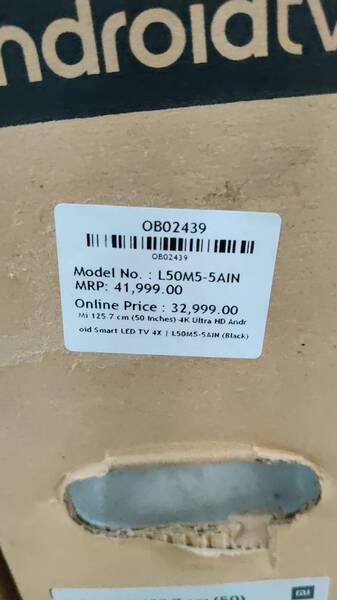 ndroidtv
OB02439
OB02439
Model No. : L50M5-5AIN
MRP: 41,999.00
Online Price : 32,999.00
Mi 125.7 cm (50 Inches) 4K Ultra HD Andr
oid Smart LED TV 4X | L50M5-5AIN (Black)